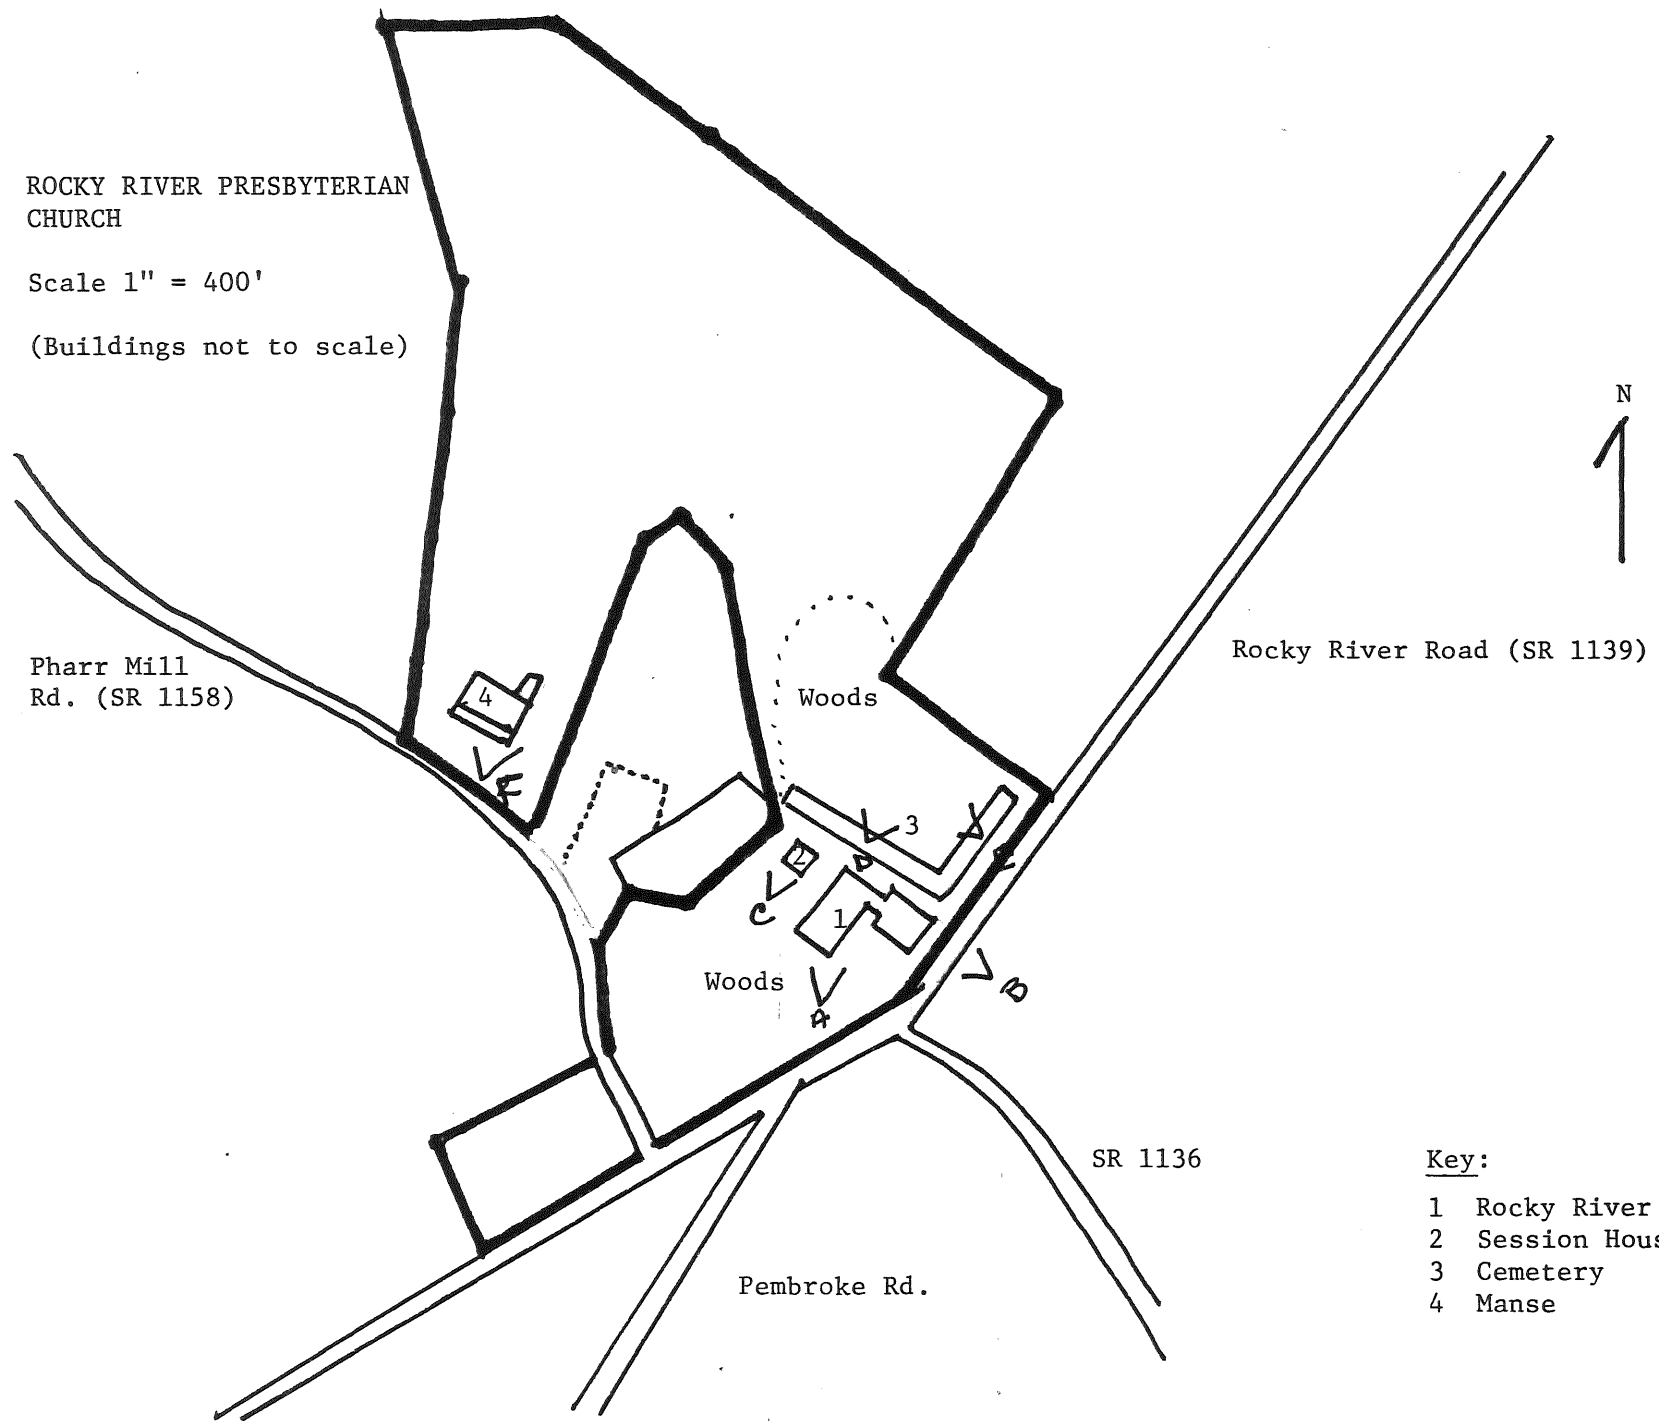 ROCKY RIVER PRESBYTERIAN
CHURCH
Scale 1" = 400'
(Buildings not to scale)
N
Rocky River Road (SR 1139)
Pharr Mill
Rd. (SR 1158)
4
Woods
3
2
D
C
1
Woods
A
B
SR 1136
Pembroke Rd.
Key:
1 Rocky River
2 Session Hous
3 Cemetery
4 Manse